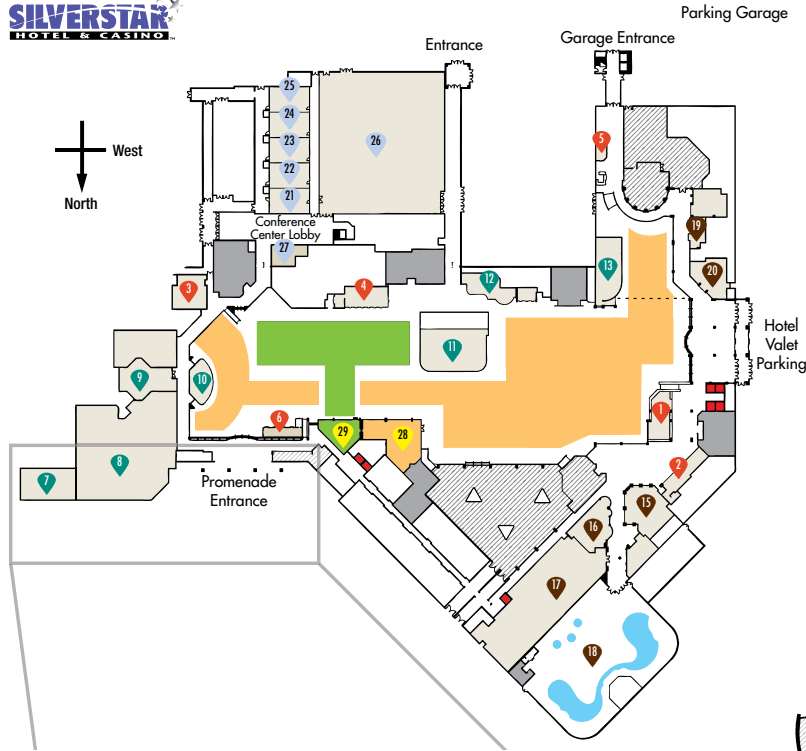 SILVERSTAR
HOTEL & CASINO
Parking Garage
Entrance
Garage Entrance
West
North
25
24
23
22
21
26
5
Conference
Center Lobby
27
19
20
13
12
3
4
Hotel
Valet
Parking
11
9
10
1
6
29
28
2
8
7
Promenade
Entrance
15
16
17
18